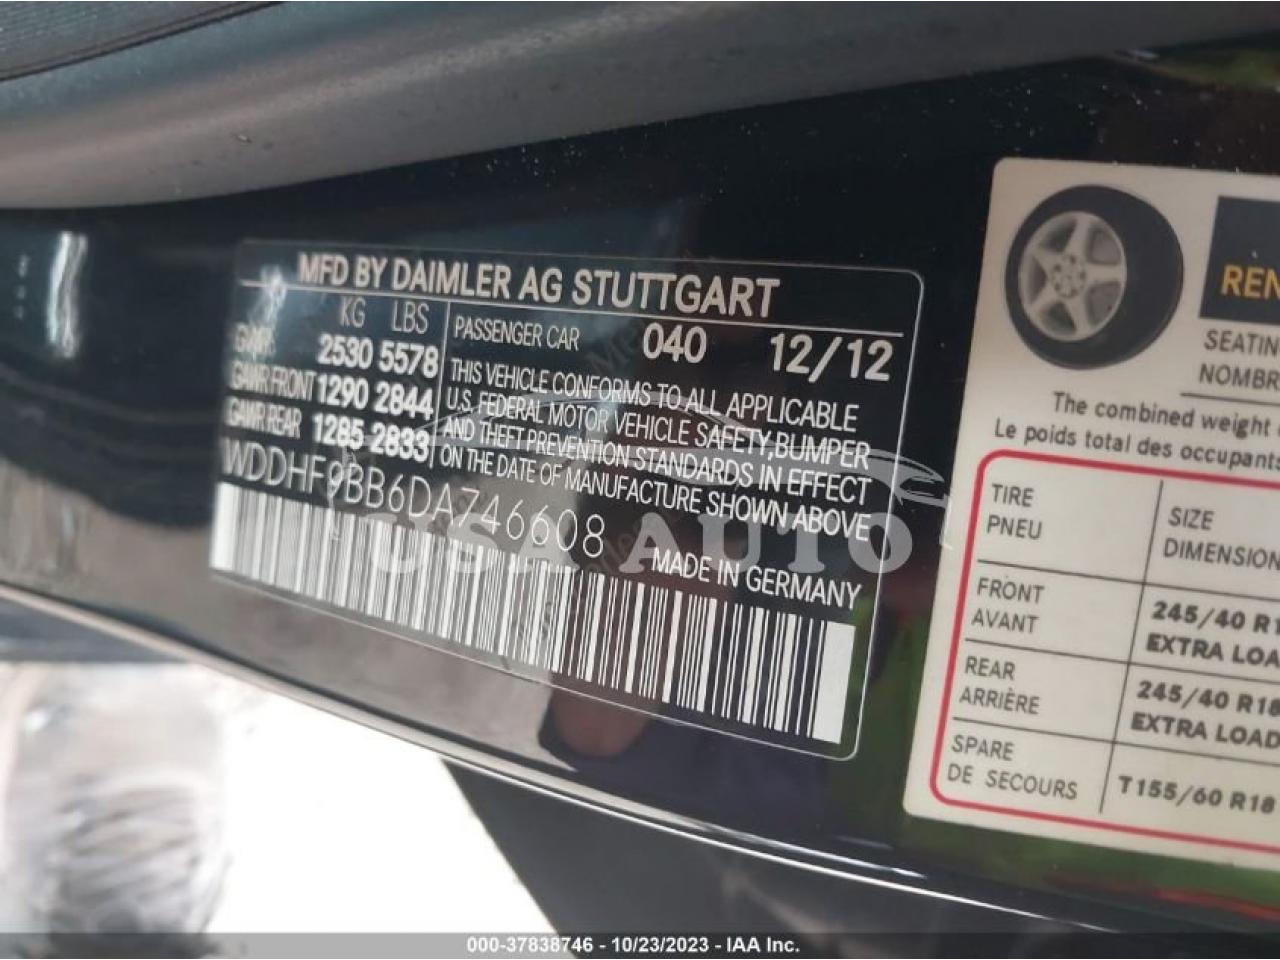 MFD BY DAIMLER AG STUTTGART
KG LBS
GVWR 2530 5578
GAWR FRONT 1290 2844
GAWR REAR 1285 2833
PASSENGER CAR 040 12/12
THIS VEHICLE CONFORMS TO ALL APPLICABLE
U.S. FEDERAL MOTOR VEHICLE SAFETY, BUMPER
AND THEFT PREVENTION STANDARDS IN EFFECT
ON THE DATE OF MANUFACTURE SHOWN ABOVE
WDDHF9BB6DA746608
MADE IN GERMANY
USA AUTO
REN
SEATIN
NOMBR
The combined weight
Le poids total des occupants
TIRE
PNEU
SIZE
DIMENSION
FRONT
AVANT
245/40 R1
EXTRA LOA
REAR
ARRIÈRE
245/40 R18
EXTRA LOAD
SPARE
DE SECOURS
T155/60 R18
000-37838746 - 10/23/2023 - IAA Inc.